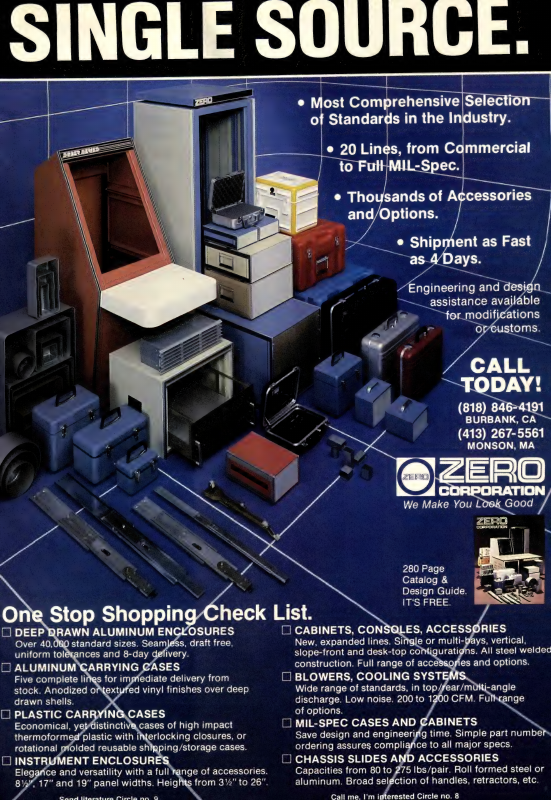 SINGLE SOURCE.
• Most Comprehensive Selection
of Standards in the Industry.
• 20 Lines, from Commercial
to Full MIL-Spec.
• Thousands of Accessories
and Options.
• Shipment as Fast
as 4 Days.
Engineering and design
assistance available
for modifications
or customs.
CALL
TODAY!
(818) 846-4191
BURBANK, CA
(413) 267-5561
MONSON, MA
ZERO
ZERO
CORPORATION
We Make You Look Good
280 Page
Catalog &
Design Guide.
IT'S FREE.
ZERO
CORPORATION
ZERO
One Stop Shopping Check List.
☐ DEEP DRAWN ALUMINUM ENCLOSURES
Over 40,000 standard sizes. Seamless, draft free,
uniform tolerances and 8-day delivery.
☐ ALUMINUM CARRYING CASES
Five complete lines for immediate delivery from
stock. Anodized or textured vinyl finishes over deep
drawn shells.
☐ PLASTIC CARRYING CASES
Economical, yet distinctive cases of high impact
thermoformed plastic with interlocking closures, or
rotational molded reusable shipping/storage cases.
☐ INSTRUMENT ENCLOSURES
Elegance and versatility with a full range of accessories.
8½", 17" and 19" panel widths. Heights from 3½" to 26".
Send literature Circle no. 9
☐ CABINETS, CONSOLES, ACCESSORIES
New, expanded lines. Single or multi-bays, vertical,
slope-front and desk-top configurations. All steel welded
construction. Full range of accessories and options.
☐ BLOWERS, COOLING SYSTEMS
Wide range of standards, in top/rear/multi-angle
discharge. Low noise. 200 to 1200 CFM. Full range
of options.
☐ MIL-SPEC CASES AND CABINETS
Save design and engineering time. Simple part number
ordering assures compliance to all major specs.
☐ CHASSIS SLIDES AND ACCESSORIES
Capacities from 80 to 275 lbs/pair. Roll formed steel or
aluminum. Broad selection of handles, retractors, etc.
Call me, I'm interested Circle no. 8